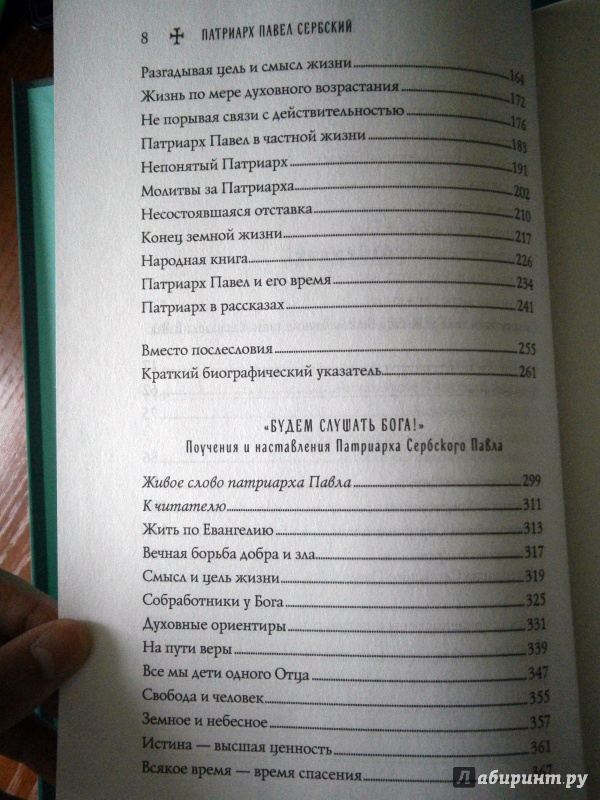 8 ПАТРИАРХ ПАВЕЛ СЕРБСКИЙ
Разгадывая цель и смысл жизни 164
Жизнь по мере духовного возрастания 172
Не порывая связи с действительностью 176
Патриарх Павел в частной жизни 183
Непонятый Патриарх 191
Молитвы за Патриарха 202
Несостоявшаяся отставка 210
Конец земной жизни 217
Народная книга 226
Патриарх Павел и его время 234
Патриарх в рассказах 241
Вместо послесловия 255
Краткий биографический указатель 261
«БУДЕМ СЛУШАТЬ БОГА!»
Поучения и наставления Патриарха Сербского Павла
Живое слово патриарха Павла 299
К читателю 311
Жить по Евангелию 313
Вечная борьба добра и зла 317
Смысл и цель жизни 319
Собработники у Бога 325
Духовные ориентиры 331
На пути веры 339
Все мы дети одного Отца 347
Свобода и человек 355
Земное и небесное 357
Истина — высшая ценность 361
Всякое время — время спасения 367
Лабиринт.ру